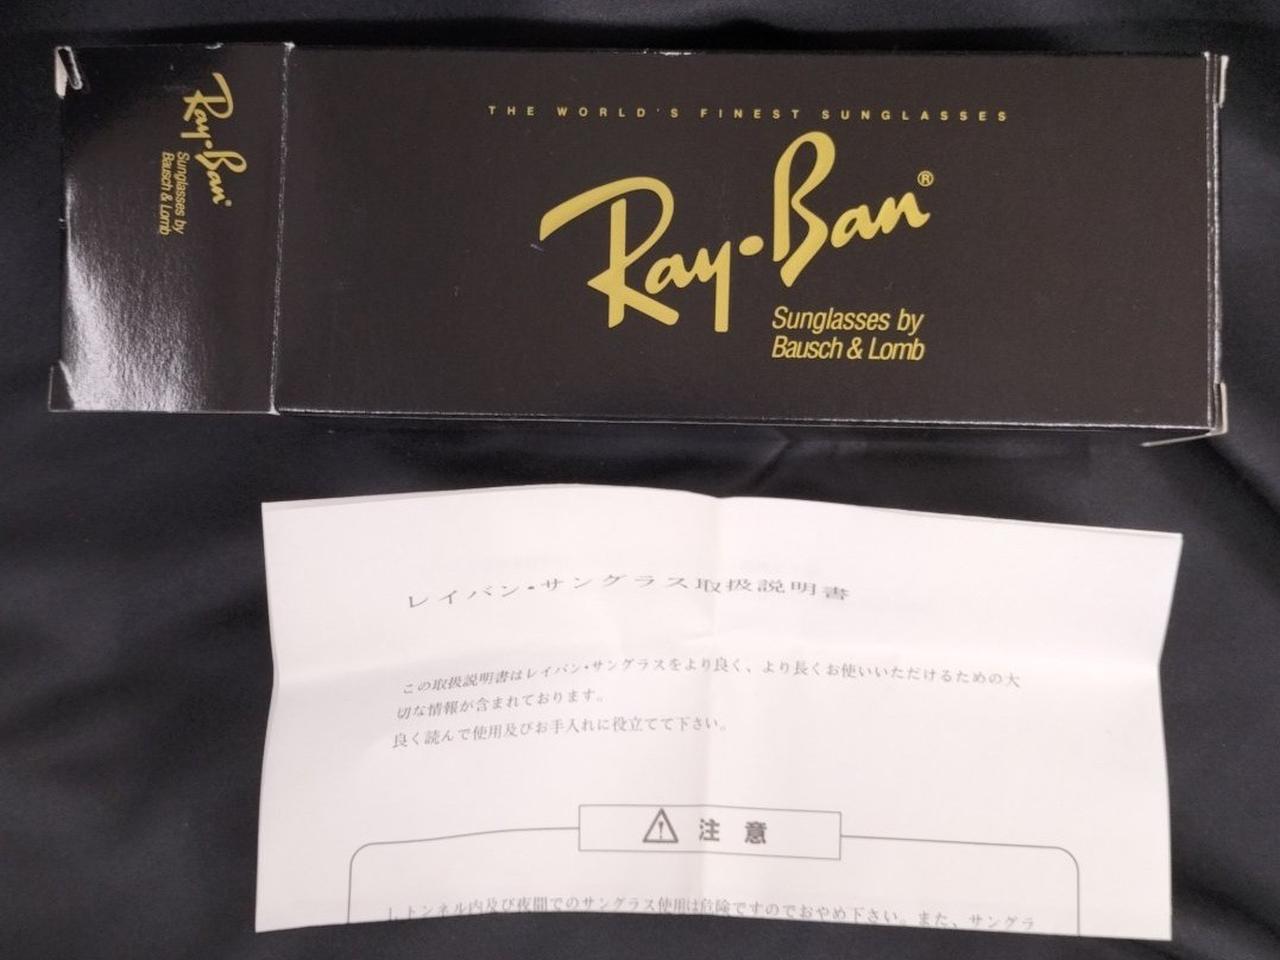 THE WORLD'S FINEST SUNGLASSES
Ray-Ban®
Sunglasses by
Bausch & Lomb
Ray-Ban®
Sunglasses by
Bausch & Lomb
レイバン・サングラス取扱説明書
この取扱説明書はレイバン・サングラスをより良く、より長くお使いいただけるための大
切な情報が含まれております。
良く読んで使用及びお手入れに役立てて下さい。
注 意
1. トンネル内及び夜間でのサングラス使用は危険ですのでおやめ下さい。また、サングラ